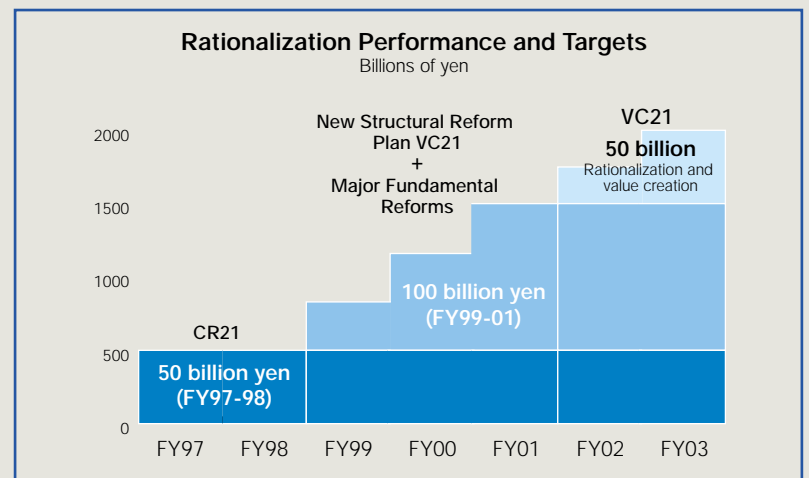 Rationalization Performance and Targets
Billions of yen
2000
1500
1000
500
0
New Structural Reform
Plan VC21
+
Major Fundamental
Reforms
VC21
50 billion
Rationalization and
value creation
100 billion yen
(FY99-01)
CR21
50 billion yen
(FY97-98)
FY97 FY98 FY99 FY00 FY01 FY02 FY03